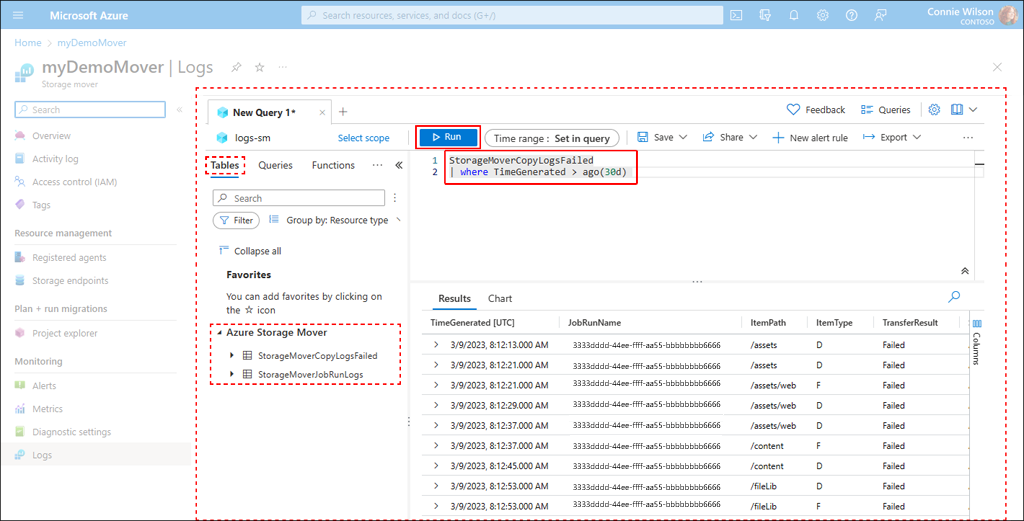 Microsoft Azure
Search resources, services, and docs (G+/)
Connie Wilson
CONTOSO
Home > myDemoMover
myDemoMover | Logs
Storage mover
Search
Overview
Activity log
Access control (IAM)
Tags
Resource management
Registered agents
Storage endpoints
Plan + run migrations
Project explorer
Monitoring
Alerts
Metrics
Diagnostic settings
Logs
New Query 1*
Feedback
Queries
logs-sm
Select scope
Run
Time range : Set in query
Save
Share
New alert rule
Export
Tables
Queries
Functions
Search
Filter
Group by: Resource type
Collapse all
Favorites
You can add favorites by clicking on
the ☆ icon
Azure Storage Mover
StorageMoverCopyLogsFailed
StorageMoverJobRunLogs
1 StorageMoverCopyLogsFailed
2 | where TimeGenerated > ago(30d)
Results
Chart
TimeGenerated [UTC] JobRunName ItemPath ItemType TransferResult
3/9/2023, 8:12:13.000 AM 3333dddd-44ee-ffff-aa55-bbbbbbbb6666 /assets D Failed
3/9/2023, 8:12:21.000 AM 3333dddd-44ee-ffff-aa55-bbbbbbbb6666 /assets D Failed
3/9/2023, 8:12:21.000 AM 3333dddd-44ee-ffff-aa55-bbbbbbbb6666 /assets/web F Failed
3/9/2023, 8:12:29.000 AM 3333dddd-44ee-ffff-aa55-bbbbbbbb6666 /assets/web D Failed
3/9/2023, 8:12:37.000 AM 3333dddd-44ee-ffff-aa55-bbbbbbbb6666 /assets/web D Failed
3/9/2023, 8:12:37.000 AM 3333dddd-44ee-ffff-aa55-bbbbbbbb6666 /content F Failed
3/9/2023, 8:12:45.000 AM 3333dddd-44ee-ffff-aa55-bbbbbbbb6666 /content D Failed
3/9/2023, 8:12:53.000 AM 3333dddd-44ee-ffff-aa55-bbbbbbbb6666 /fileLib D Failed
3/9/2023, 8:12:53.000 AM 3333dddd-44ee-ffff-aa55-bbbbbbbb6666 /fileLib F Failed
Columns